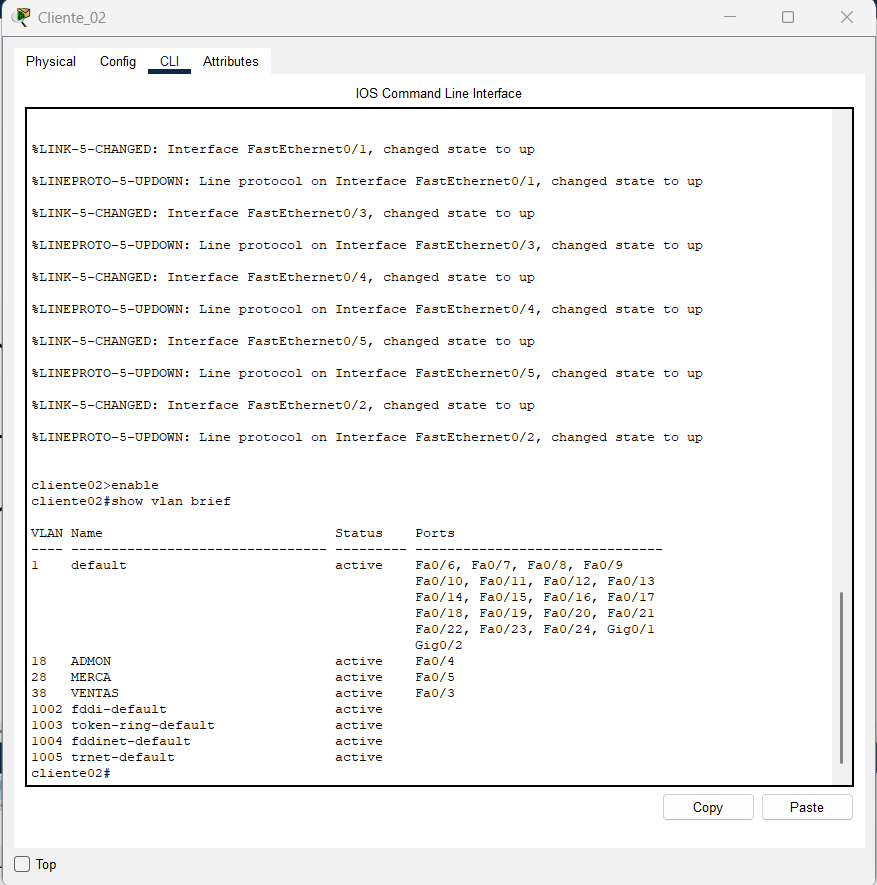 Cliente_02
Physical Config CLI Attributes
IOS Command Line Interface
%LINK-5-CHANGED: Interface FastEthernet0/1, changed state to up
%LINEPROTO-5-UPDOWN: Line protocol on Interface FastEthernet0/1, changed state to up
%LINK-5-CHANGED: Interface FastEthernet0/3, changed state to up
%LINEPROTO-5-UPDOWN: Line protocol on Interface FastEthernet0/3, changed state to up
%LINK-5-CHANGED: Interface FastEthernet0/4, changed state to up
%LINEPROTO-5-UPDOWN: Line protocol on Interface FastEthernet0/4, changed state to up
%LINK-5-CHANGED: Interface FastEthernet0/5, changed state to up
%LINEPROTO-5-UPDOWN: Line protocol on Interface FastEthernet0/5, changed state to up
%LINK-5-CHANGED: Interface FastEthernet0/2, changed state to up
%LINEPROTO-5-UPDOWN: Line protocol on Interface FastEthernet0/2, changed state to up
cliente02>enable
cliente02#show vlan brief
VLAN Name                             Status    Ports
---- -------------------------------- --------- -------------------------------
1    default                          active    Fa0/6, Fa0/7, Fa0/8, Fa0/9
                                                Fa0/10, Fa0/11, Fa0/12, Fa0/13
                                                Fa0/14, Fa0/15, Fa0/16, Fa0/17
                                                Fa0/18, Fa0/19, Fa0/20, Fa0/21
                                                Fa0/22, Fa0/23, Fa0/24, Gig0/1
                                                Gig0/2
18   ADMON                            active    Fa0/4
28   MERCA                            active    Fa0/5
38   VENTAS                           active    Fa0/3
1002 fddi-default                     active
1003 token-ring-default               active
1004 fddinet-default                  active
1005 trnet-default                    active
cliente02#
Copy Paste
Top